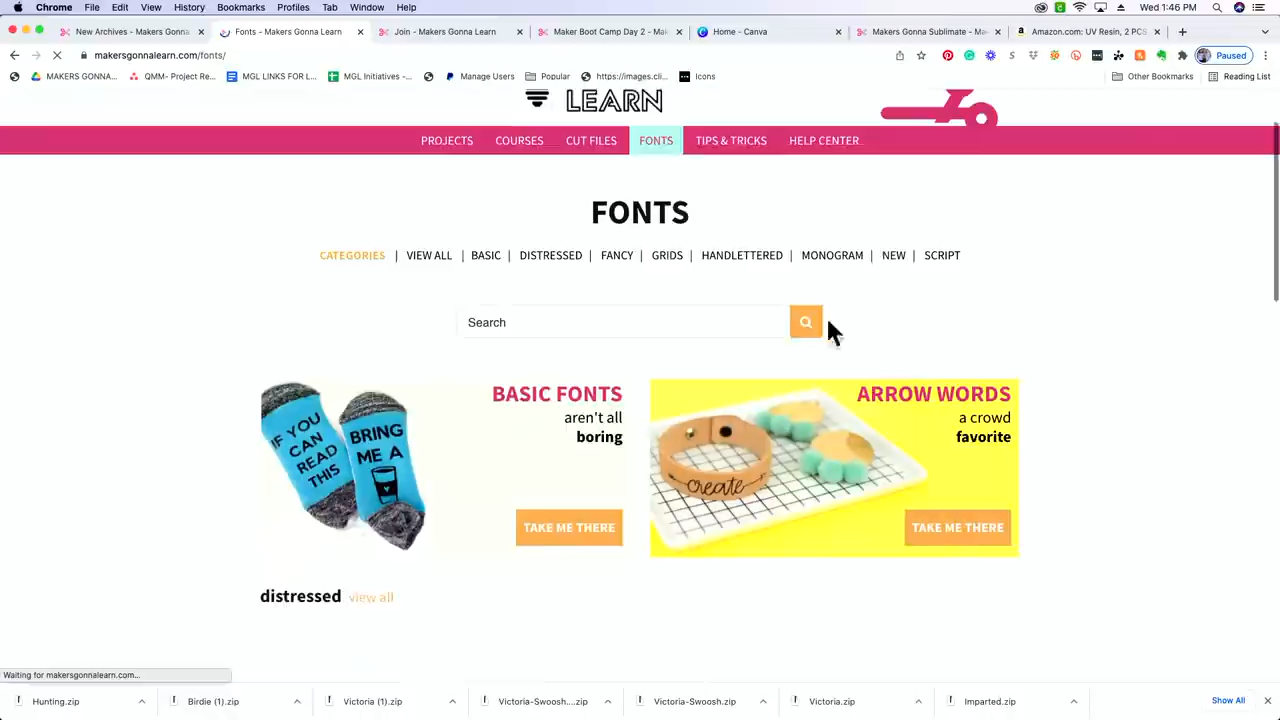 Chrome File Edit View History Bookmarks Profiles Tab Window Help
Wed 1:46 PM
New Archives - Makers Gonna
Fonts - Makers Gonna Learn
Join - Makers Gonna Learn
Maker Boot Camp Day 2 - Make
Home - Canva
Makers Gonna Sublimate - Ma
Amazon.com: UV Resin, 2 PCS
makersgonnalearn.com/fonts/
Paused
MAKERS GONNA...
QMM- Project Re...
MGL LINKS FOR L...
MGL Initiatives -...
Manage Users
Popular
https://images.cli...
Icons
Other Bookmarks
Reading List
LEARN
PROJECTS COURSES CUT FILES FONTS TIPS & TRICKS HELP CENTER
FONTS
CATEGORIES | VIEW ALL | BASIC | DISTRESSED | FANCY | GRIDS | HANDLETTERED | MONOGRAM | NEW | SCRIPT
Search
BASIC FONTS
aren't all
boring
IF YOU
CAN
READ
THIS
BRING
ME A
TAKE ME THERE
ARROW WORDS
a crowd
favorite
create
TAKE ME THERE
distressed view all
Waiting for makersgonnalearn.com...
Hunting.zip
Birdie (1).zip
Victoria (1).zip
Victoria-Swoosh....zip
Victoria-Swoosh.zip
Victoria.zip
Imparted.zip
Show All